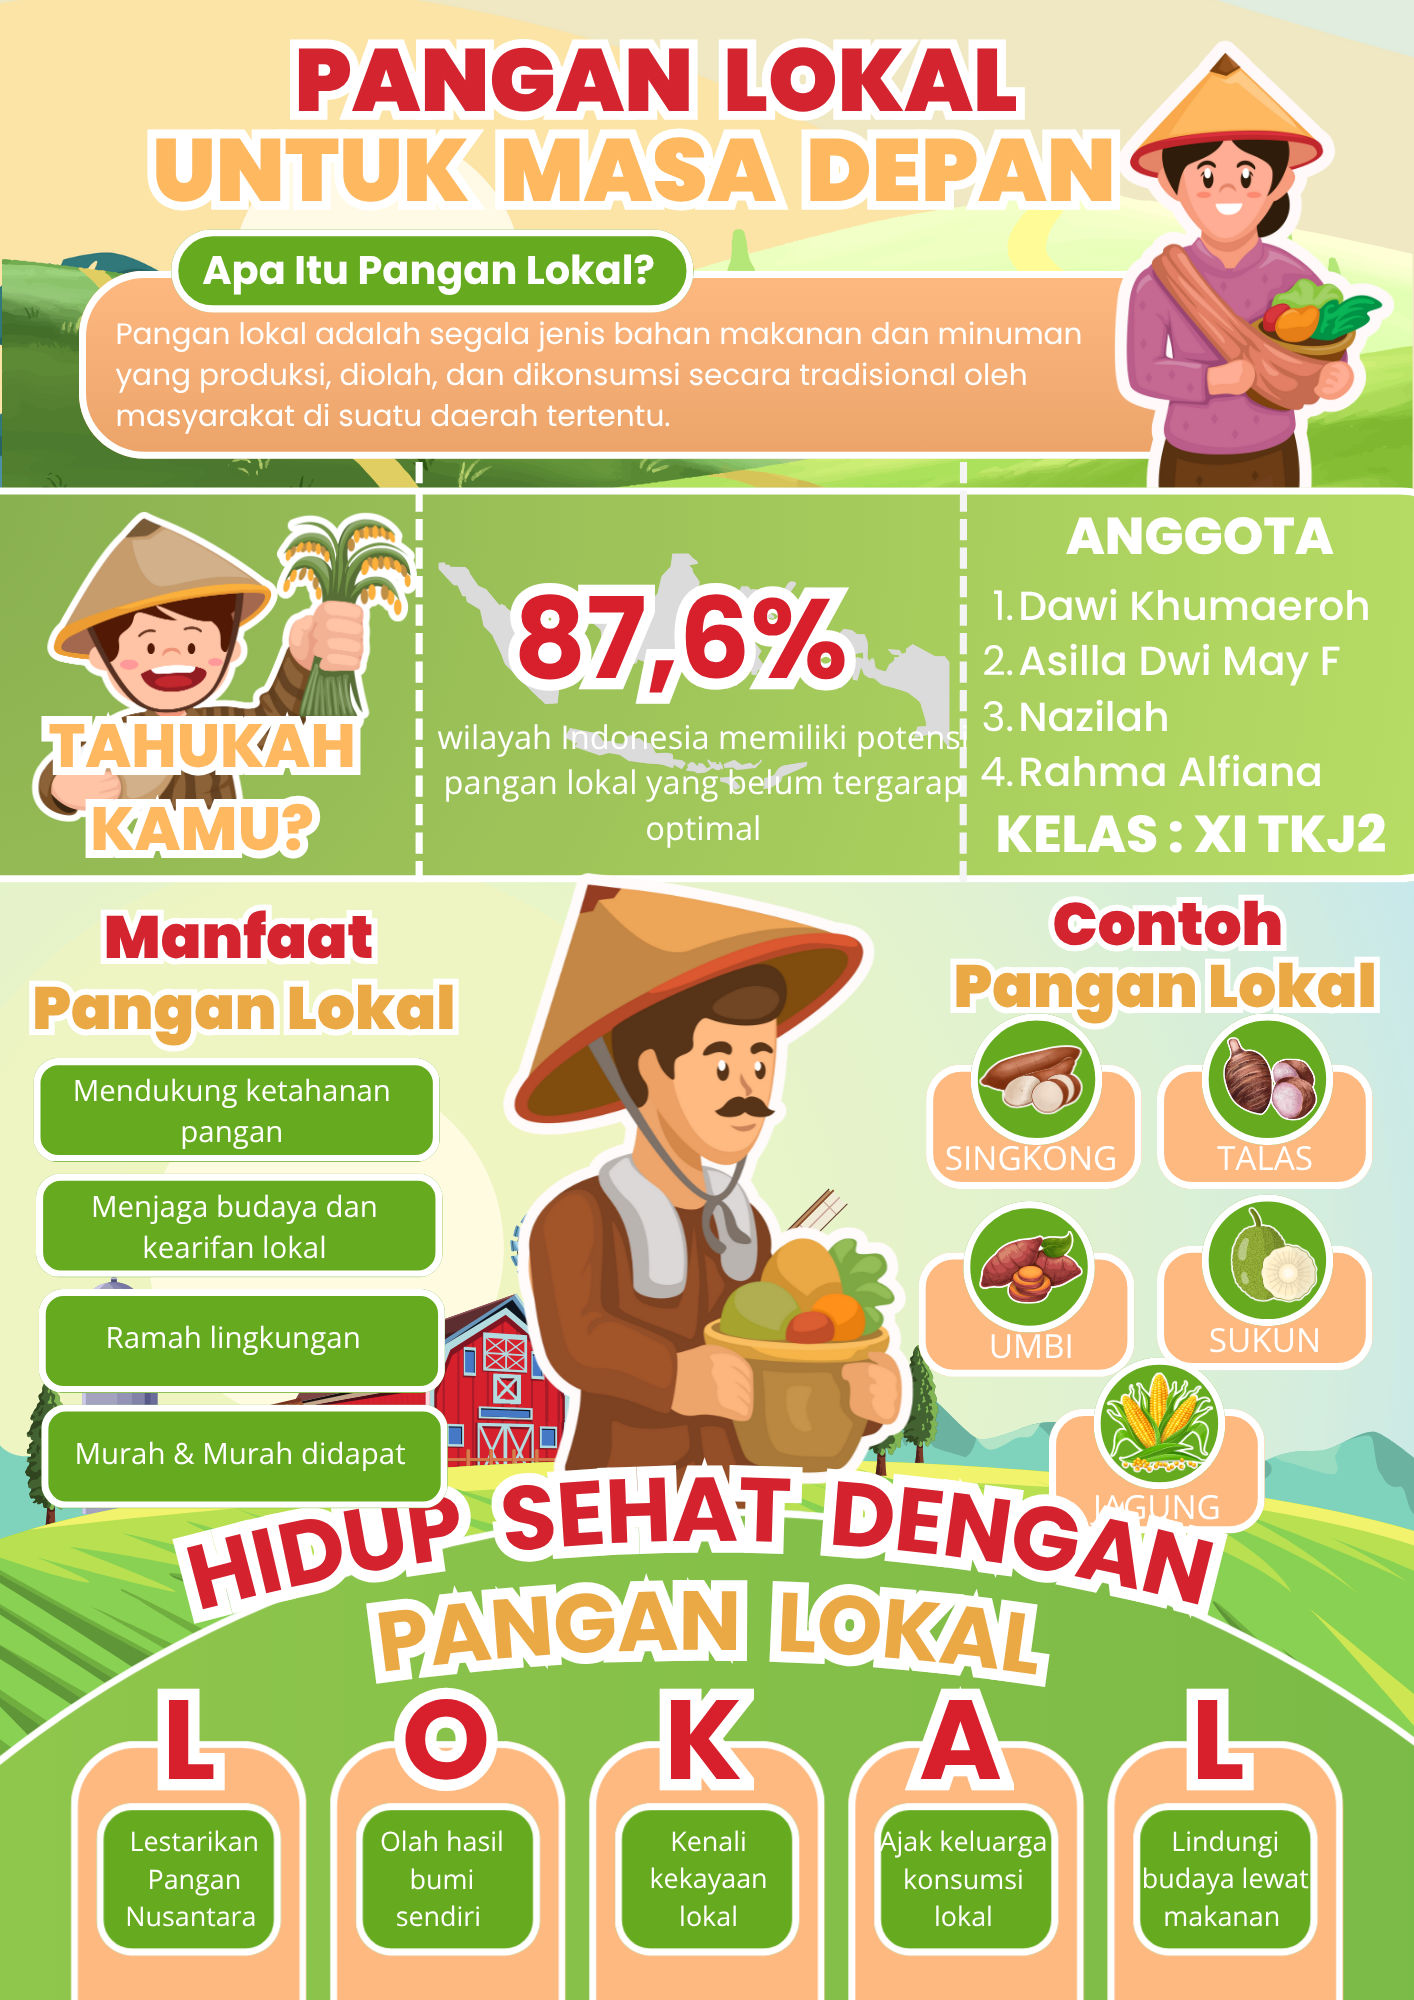 PANGAN LOKAL
UNTUK MASA DEPAN
Apa Itu Pangan Lokal?
Pangan lokal adalah segala jenis bahan makanan dan minuman
yang produksi, diolah, dan dikonsumsi secara tradisional oleh
masyarakat di suatu daerah tertentu.
TAHUKAH
KAMU?
87,6%
wilayah Indonesia memiliki potensi
pangan lokal yang belum tergarap
optimal
ANGGOTA
1. Dawi Khumaeroh
2. Asilla Dwi May F
3. Nazilah
4. Rahma Alfiana
KELAS : XI TKJ2
Manfaat
Pangan Lokal
Mendukung ketahanan
pangan
Menjaga budaya dan
kearifan lokal
Ramah lingkungan
Murah & Murah didapat
Contoh
Pangan Lokal
SINGKONG
TALAS
UMBI
SUKUN
JAGUNG
HIDUP SEHAT DENGAN
PANGAN LOKAL
L
Lestarikan
Pangan
Nusantara
O
Olah hasil
bumi
sendiri
K
Kenali
kekayaan
lokal
A
Ajak keluarga
konsumsi
lokal
L
Lindungi
budaya lewat
makanan